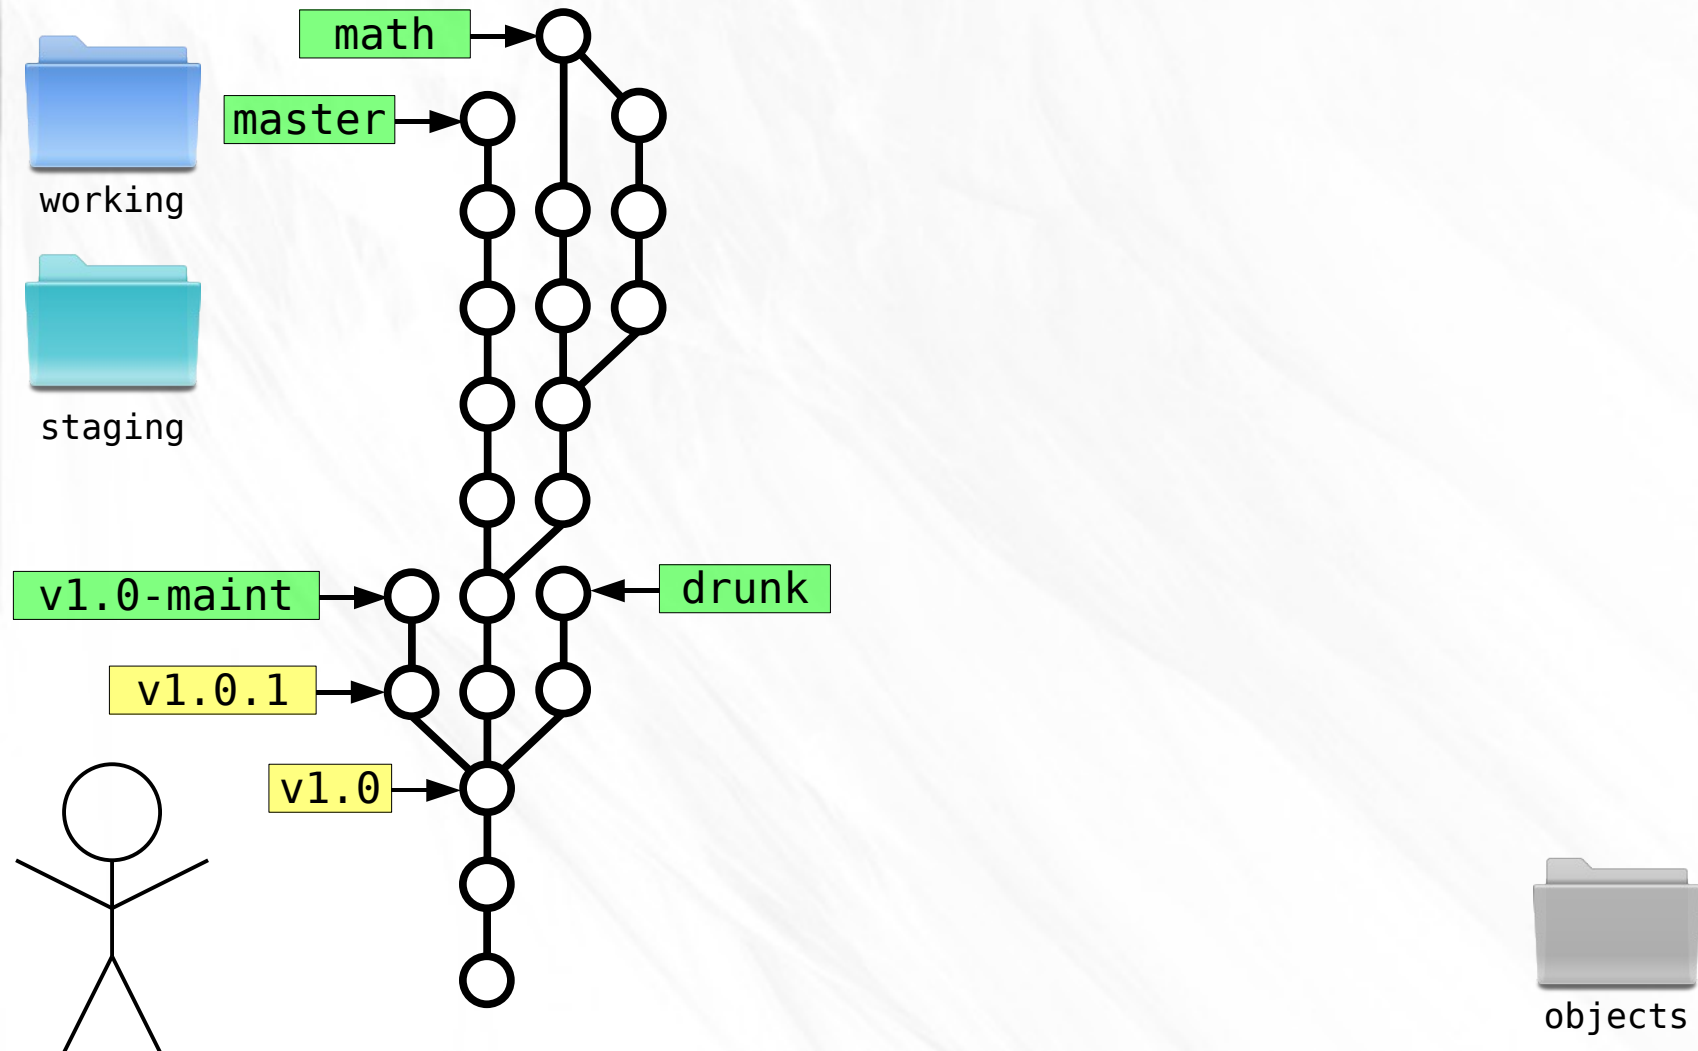 math
master
working
staging
v1.0-maint
drunk
v1.0.1
v1.0
objects